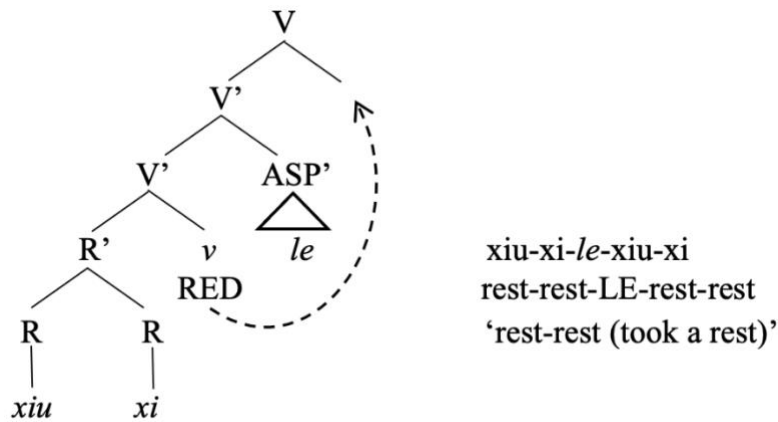 V
V’
V’ ASP’
R’ v le xiu-xi-le-xiu-xi
RED rest-rest-LE-rest-rest
R R ‘rest-rest (took a rest)’
xiu xi